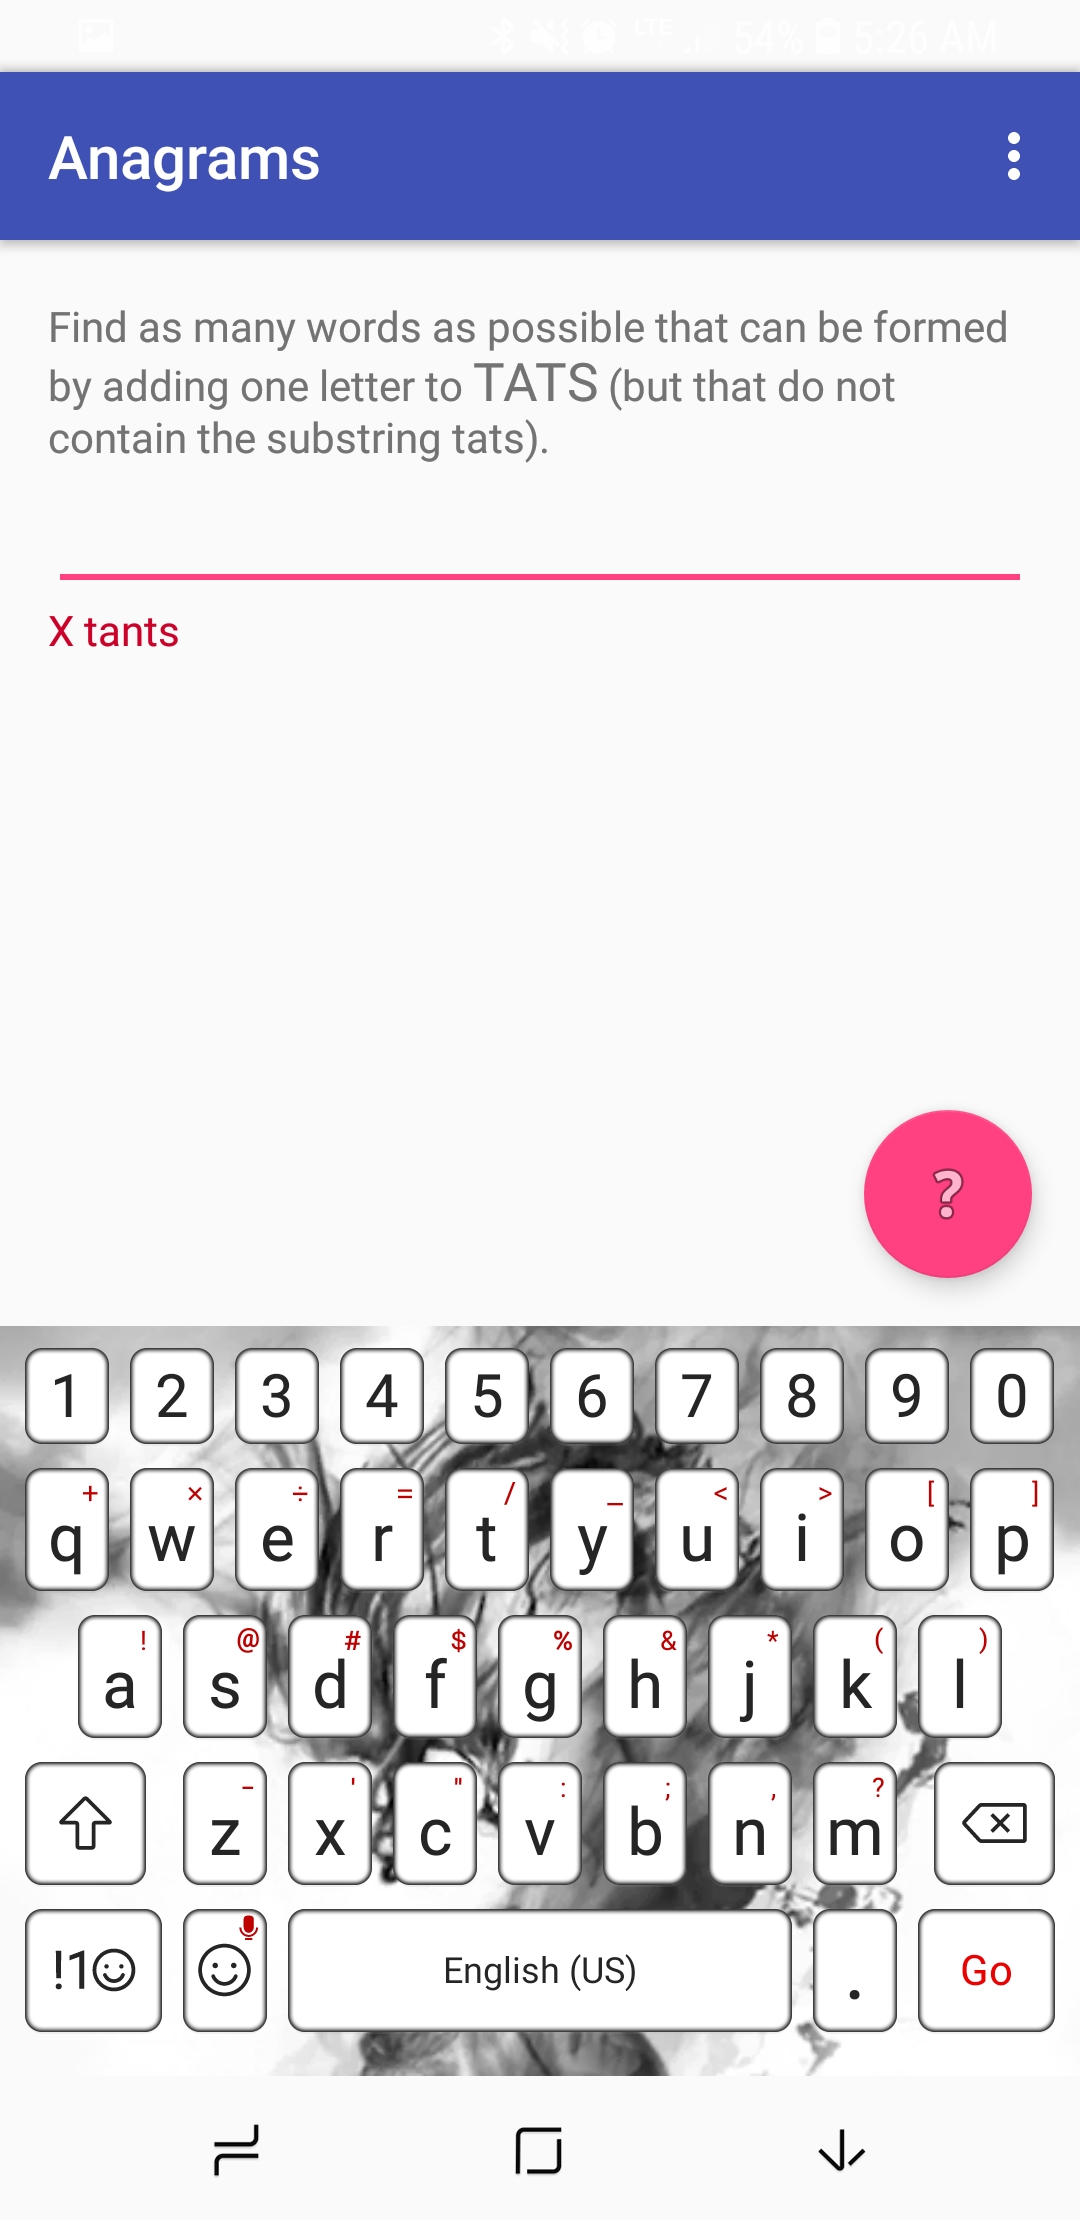 LTE 54% 5:26 AM
Anagrams
Find as many words as possible that can be formed
by adding one letter to TATS (but that do not
contain the substring tats).
X tants
?
1 2 3 4 5 6 7 8 9 0
+ × ÷ = / _ < > [ ]
q w e r t y u i o p
! @ # $ % & * ( )
a s d f g h j k l
- ' " : ; , ?
z x c v b n m
!1☺ English (US) . Go